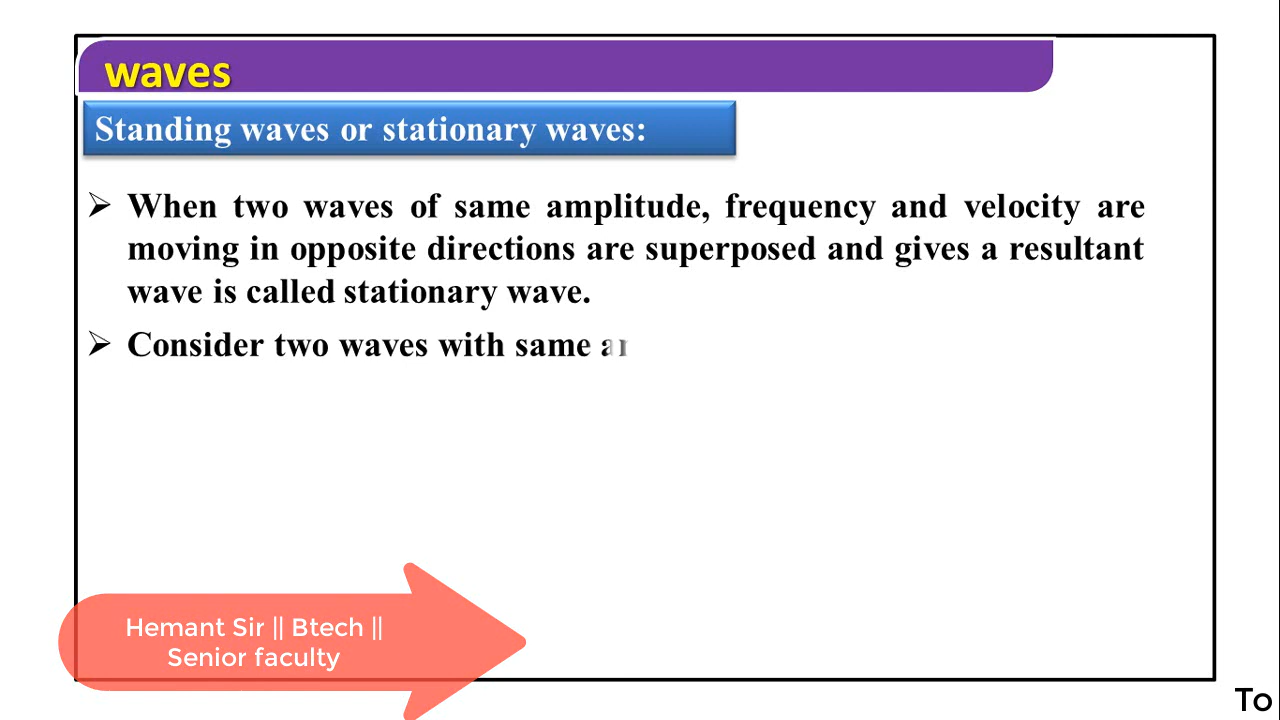 waves
Standing waves or stationary waves:
➢ When two waves of same amplitude, frequency and velocity are
moving in opposite directions are superposed and gives a resultant
wave is called stationary wave.
➢ Consider two waves with same
Hemant Sir || Btech ||
Senior faculty
To